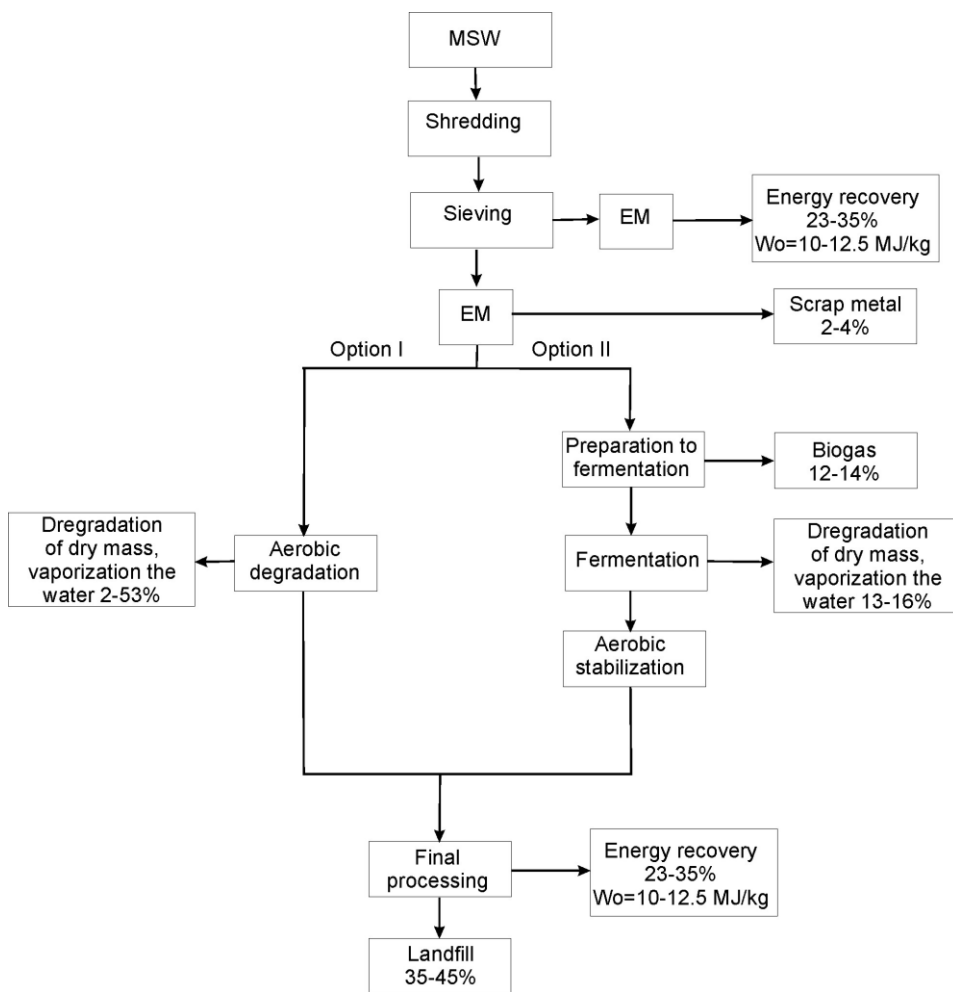 MSW
Shredding
Sieving
EM
Energy recovery
23-35%
Wo=10-12.5 MJ/kg
EM
Scrap metal
2-4%
Option I
Option II
Preparation to
fermentation
Biogas
12-14%
Dregradation
of dry mass,
vaporization the
water 2-53%
Aerobic
degradation
Fermentation
Dregradation
of dry mass,
vaporization the
water 13-16%
Aerobic
stabilization
Final
processing
Energy recovery
23-35%
Wo=10-12.5 MJ/kg
Landfill
35-45%